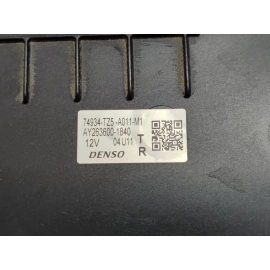 74934-TZ5-A011-M1
AY263600-1840 T
12V 04U11 R
DENSO